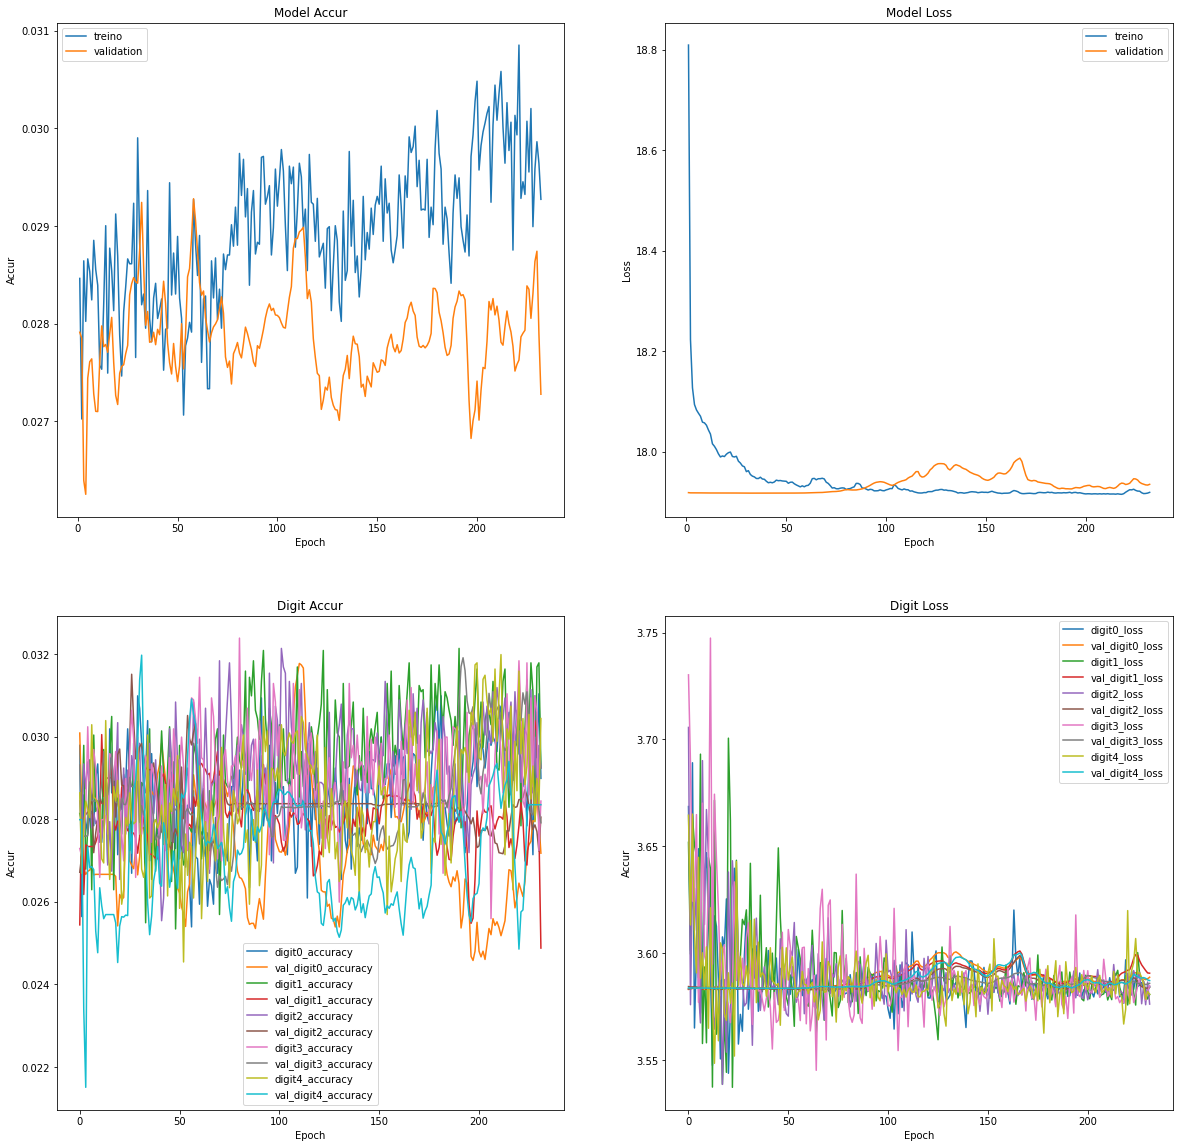 Model Accur
Accur
0.031
0.030
0.029
0.028
0.027
treino
validation
0
50
100
150
200
Epoch
Model Loss
Loss
18.8
18.6
18.4
18.2
18.0
treino
validation
0
50
100
150
200
Epoch
Digit Accur
Accur
0.032
0.030
0.028
0.026
0.024
0.022
digit0_accuracy
val_digit0_accuracy
digit1_accuracy
val_digit1_accuracy
digit2_accuracy
val_digit2_accuracy
digit3_accuracy
val_digit3_accuracy
digit4_accuracy
val_digit4_accuracy
0
50
100
150
200
Epoch
Digit Loss
Accur
3.75
3.70
3.65
3.60
3.55
digit0_loss
val_digit0_loss
digit1_loss
val_digit1_loss
digit2_loss
val_digit2_loss
digit3_loss
val_digit3_loss
digit4_loss
val_digit4_loss
0
50
100
150
200
Epoch